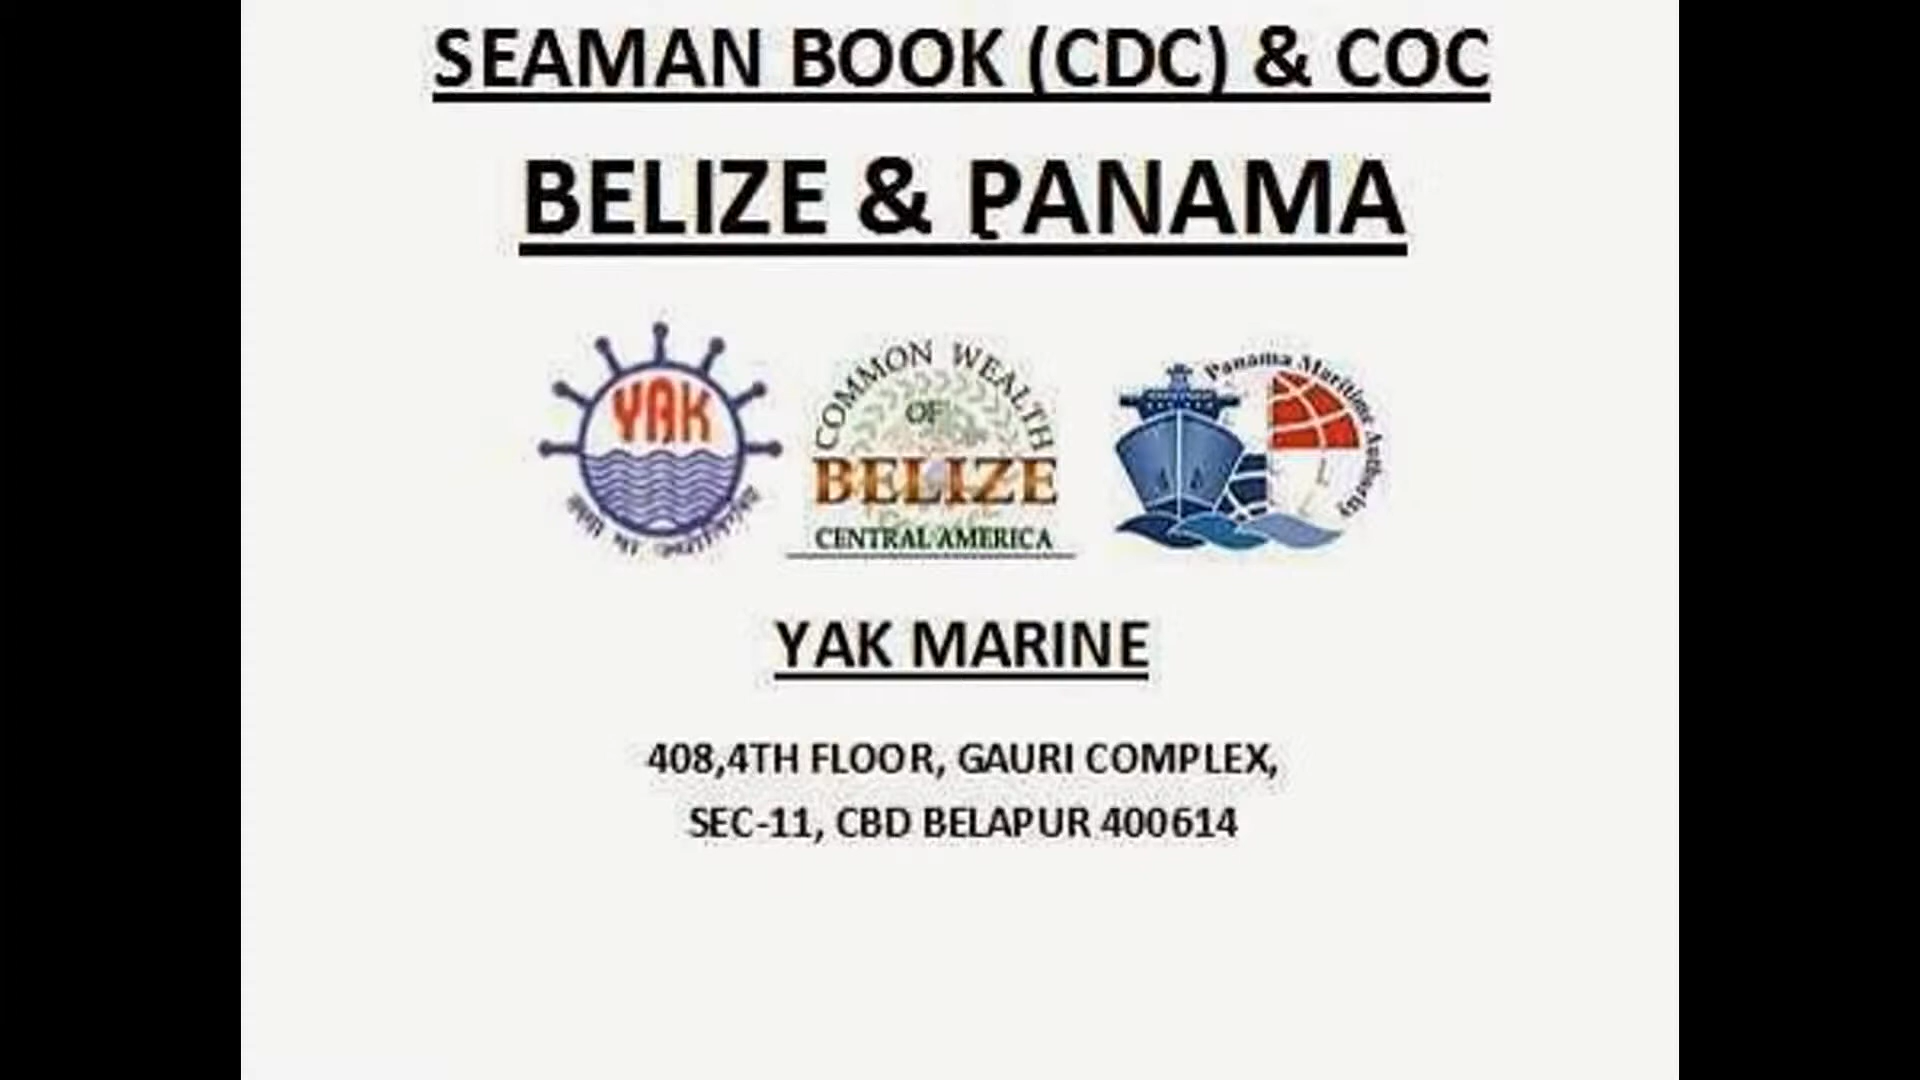 SEAMAN BOOK (CDC) & COC
BELIZE & PANAMA
YAK
COMMON WEALTH
OF
BELIZE
CENTRAL AMERICA
Panama Maritime Authority
YAK MARINE
408,4TH FLOOR, GAURI COMPLEX,
SEC-11, CBD BELAPUR 400614